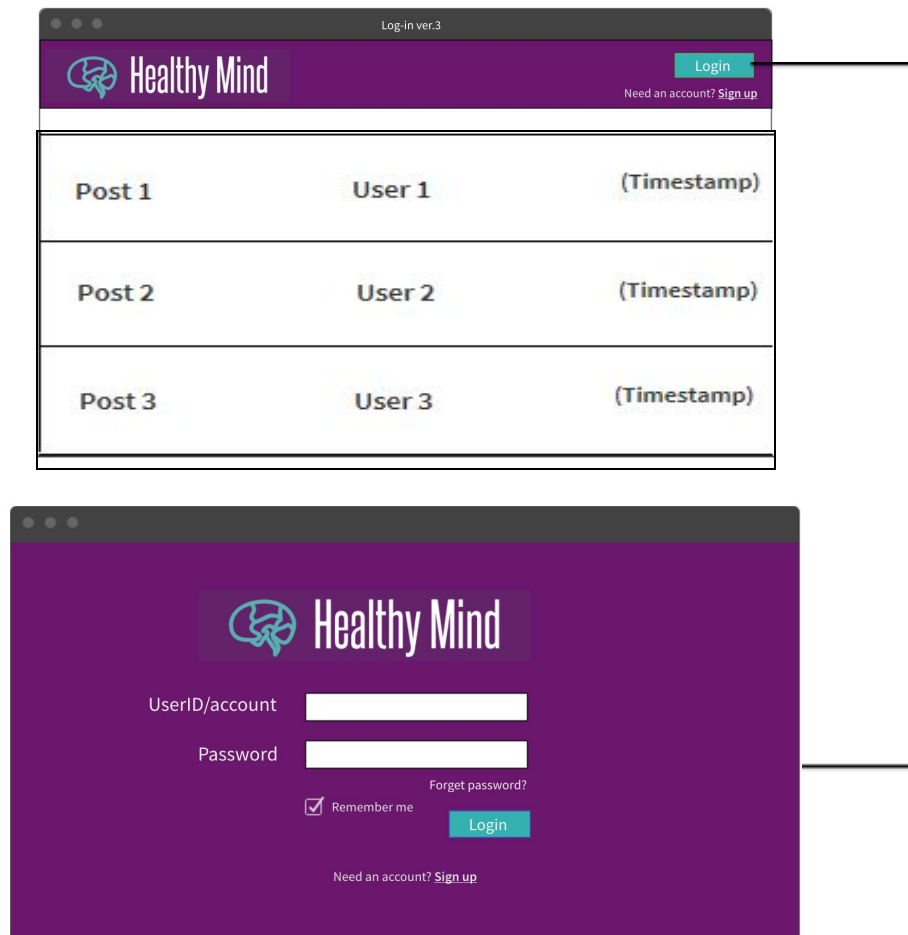 Log-in ver.3
Healthy Mind
Login
Need an account? Sign up
Post 1 User 1 (Timestamp)
Post 2 User 2 (Timestamp)
Post 3 User 3 (Timestamp)
Healthy Mind
UserID/account
Password
Forget password?
Remember me
Login
Need an account? Sign up